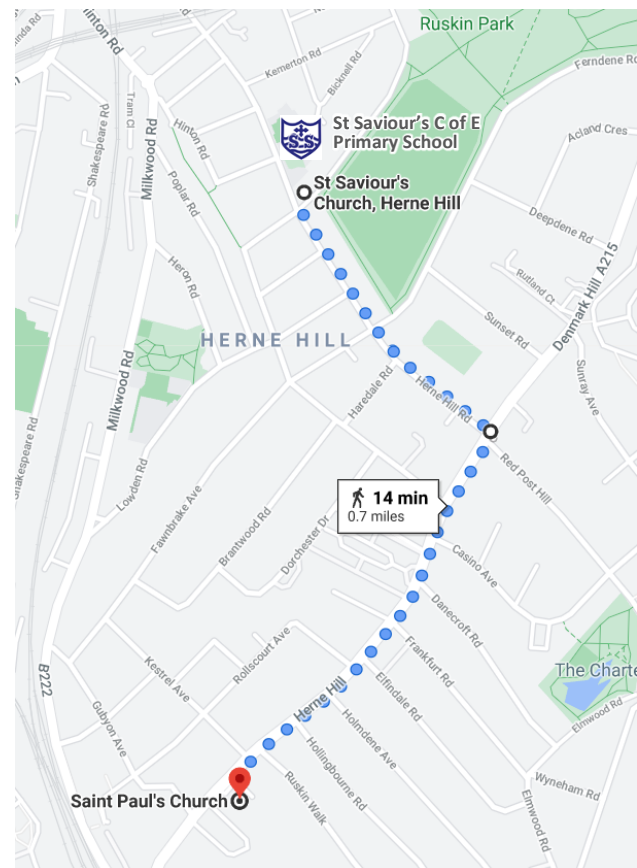 Ruskin Park
Hinton Rd
Kemerton Rd
Bicknell Rd
Ferndene Rd
Shakespeare Rd
Tram Cl
Milkwood Rd
Hinton Rd
St Saviour's C of E
Primary School
Acland Cres
St Saviour's
Church, Herne Hill
Poplar Rd
Deepdene Rd
Heron Rd
Rutland Ct
Denmark Hill A215
HERNE HILL
Sunset Rd
Sunray Ave
Milkwood Rd
Haredale Rd
Herne Hill Rd
Shakespeare Rd
Lowden Rd
Red Post Hill
Fawnbrake Ave
14 min
0.7 miles
Brantwood Rd
Dorchester Dr
Casino Ave
Danecroft Rd
Rollscourt Ave
Frankfurt Rd
Kestrel Ave
B222
Elfindale Rd
The Charte
Gubyon Ave
Herne Hill
Elmwood Rd
Holmdene Ave
Hollingbourne Rd
Wyneham Rd
Ruskin Walk
Elmwood Rd
Saint Paul's Church